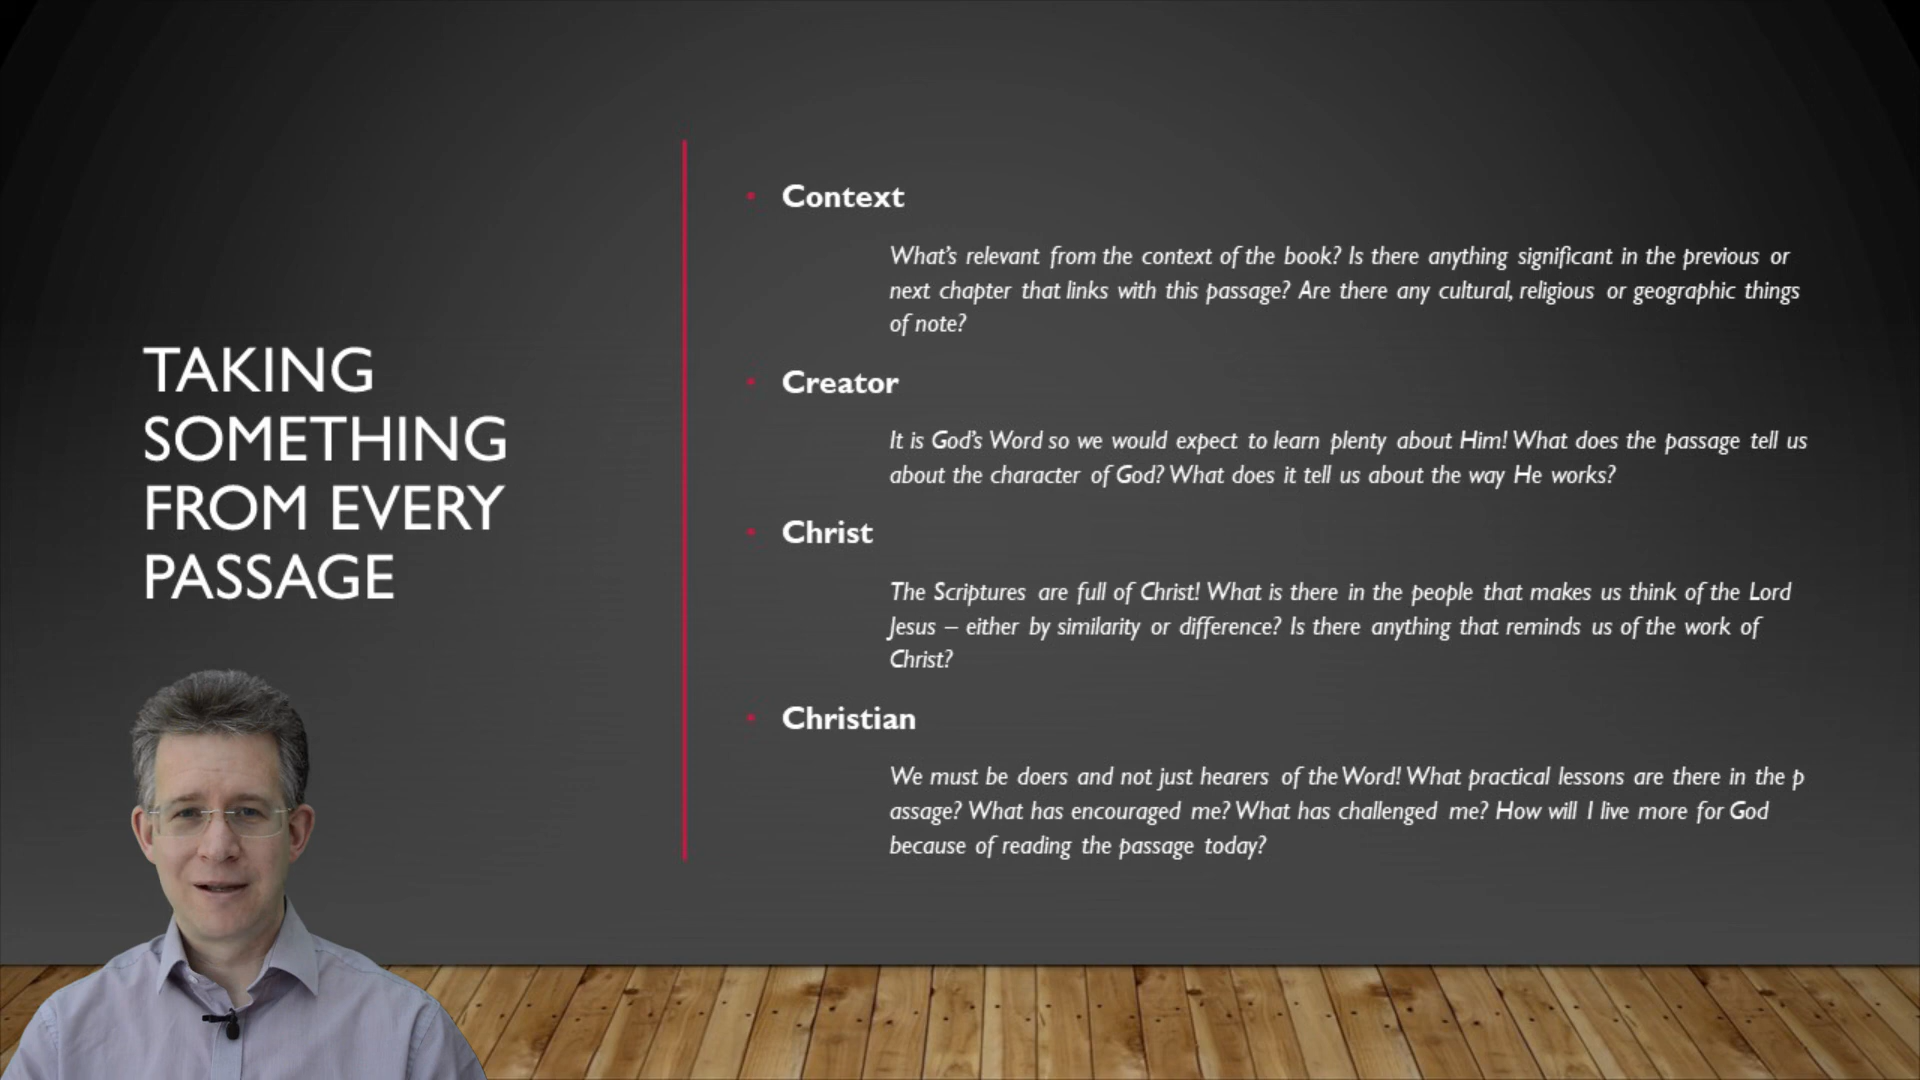 TAKING
SOMETHING
FROM EVERY
PASSAGE
• Context
What's relevant from the context of the book? Is there anything significant in the previous or
next chapter that links with this passage? Are there any cultural, religious or geographic things
of note?
• Creator
It is God's Word so we would expect to learn plenty about Him! What does the passage tell us
about the character of God? What does it tell us about the way He works?
• Christ
The Scriptures are full of Christ! What is there in the people that makes us think of the Lord
Jesus – either by similarity or difference? Is there anything that reminds us of the work of
Christ?
• Christian
We must be doers and not just hearers of the Word! What practical lessons are there in the p
assage? What has encouraged me? What has challenged me? How will I live more for God
because of reading the passage today?